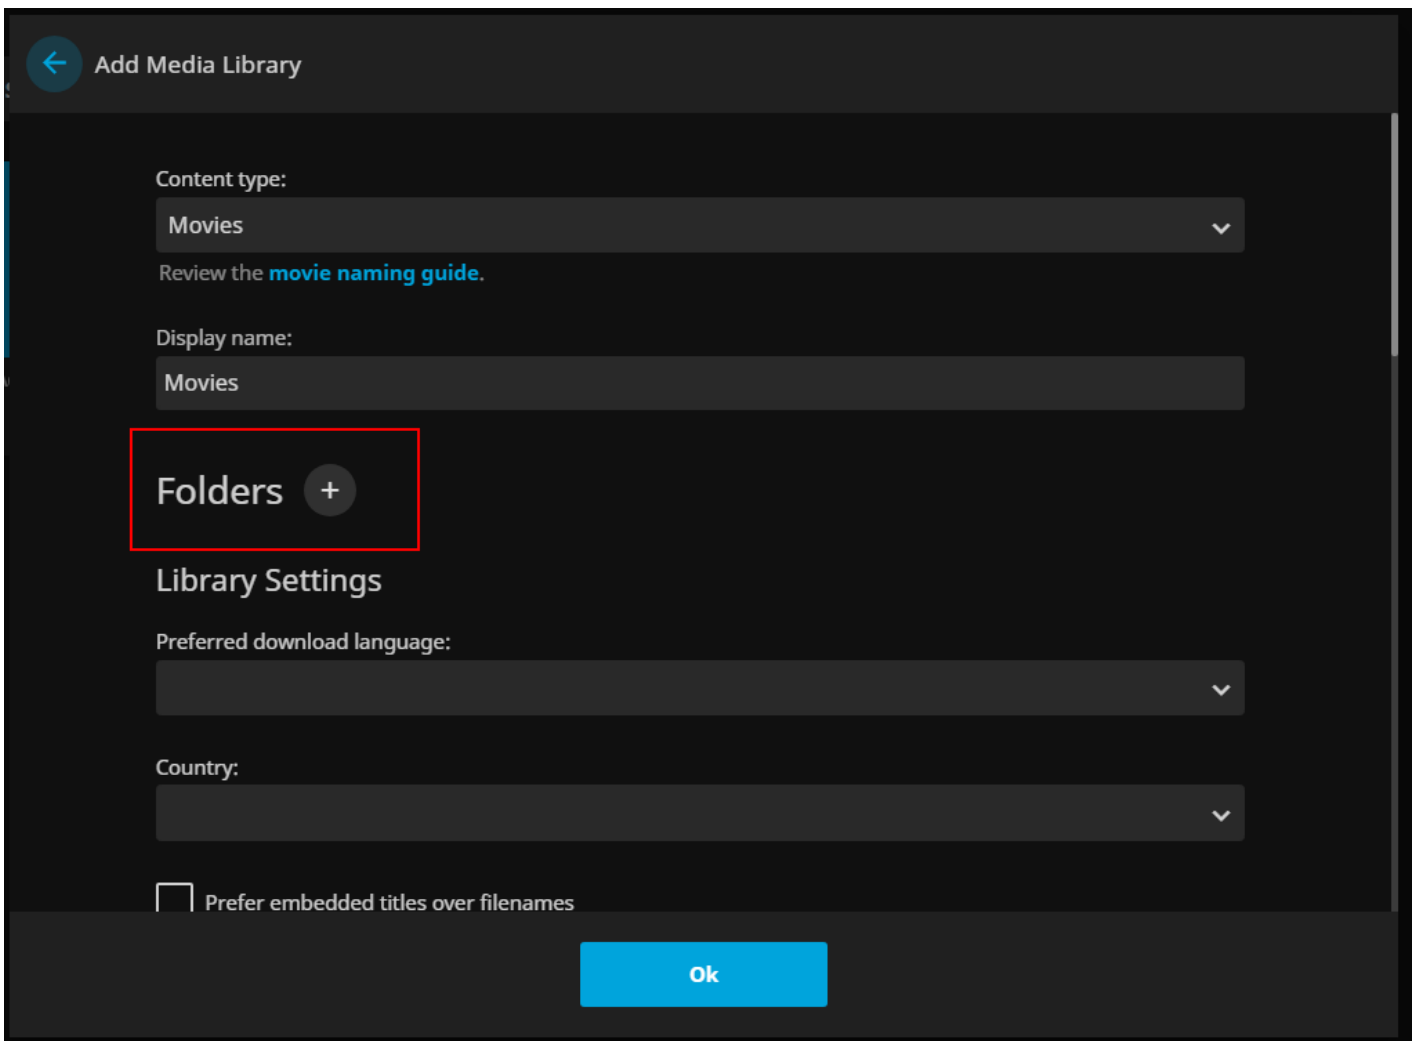 Add Media Library
Content type:
Movies
Review the movie naming guide.
Display name:
Movies
Folders +
Library Settings
Preferred download language:
Country:
Prefer embedded titles over filenames
Ok